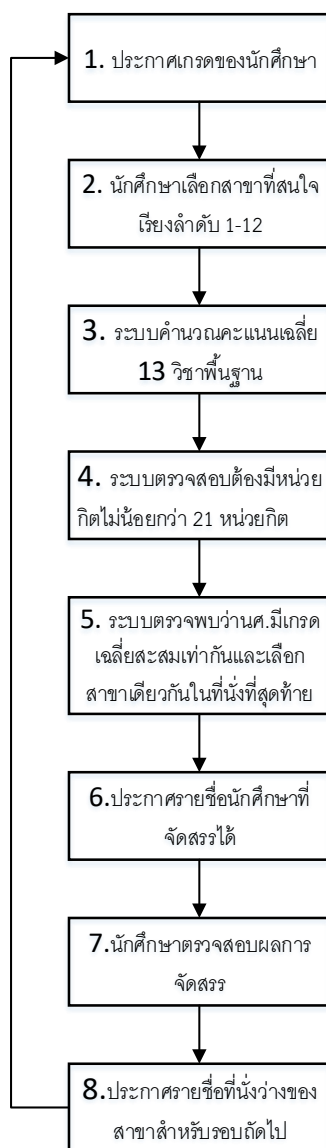 1. ประกาศเกรดของนักศึกษา
2. นักศึกษาเลือกสาขาที่สนใจ
เรียงลำดับ 1-12
3. ระบบคำนวณคะแนนเฉลี่ย
13 วิชาพื้นฐาน
4. ระบบตรวจสอบต้องมีหน่วย
กิตไม่น้อยกว่า 21 หน่วยกิต
5. ระบบตรวจพบว่านศ.มีเกรด
เฉลี่ยสะสมเท่ากันและเลือก
สาขาเดียวกันในที่นั่งที่สุดท้าย
6.ประกาศรายชื่อนักศึกษาที่
จัดสรรได้
7.นักศึกษาตรวจสอบผลการ
จัดสรร
8.ประกาศรายชื่อที่นั่งว่างของ
สาขาสำหรับรอบถัดไป